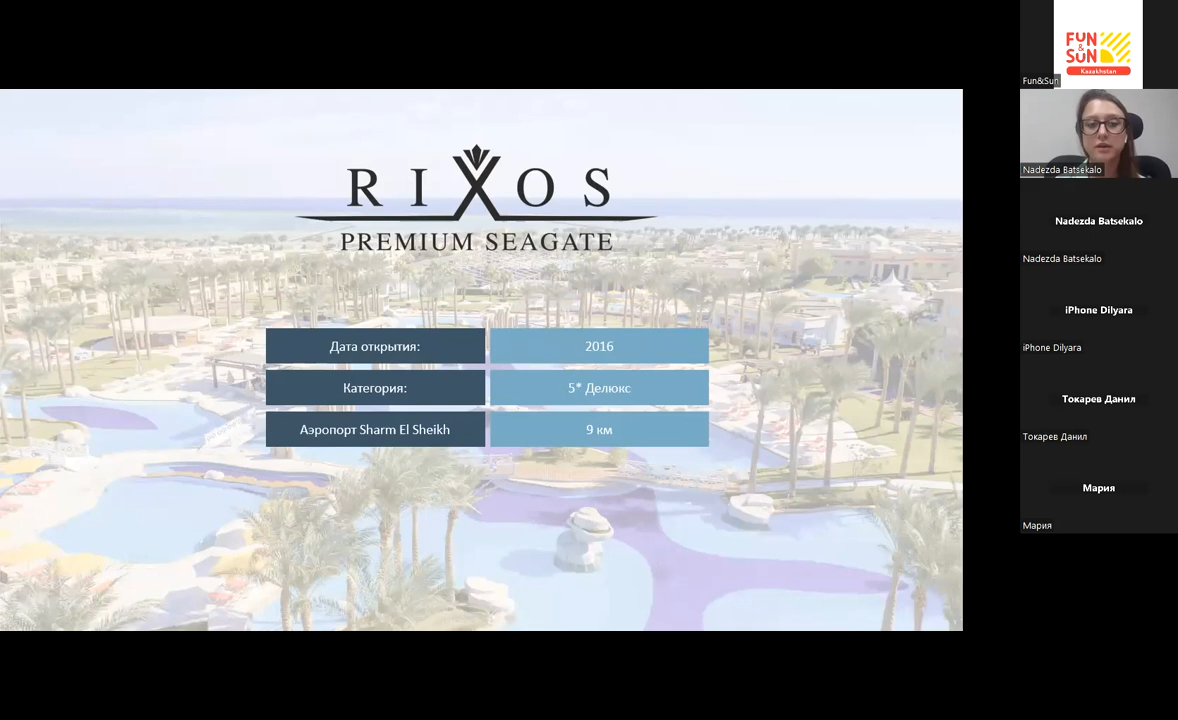 RIXOS
PREMIUM SEAGATE
Дата открытия:
2016
Категория:
5* Делюкс
Аэропорт Sharm El Sheikh
9 км
FUN
&
SUN
Kazakhstan
Fun&Sun
Nadezda Batsekalo
Nadezda Batsekalo
Nadezda Batsekalo
iPhone Dilyara
iPhone Dilyara
Токарев Данил
Токарев Данил
Мария
Мария